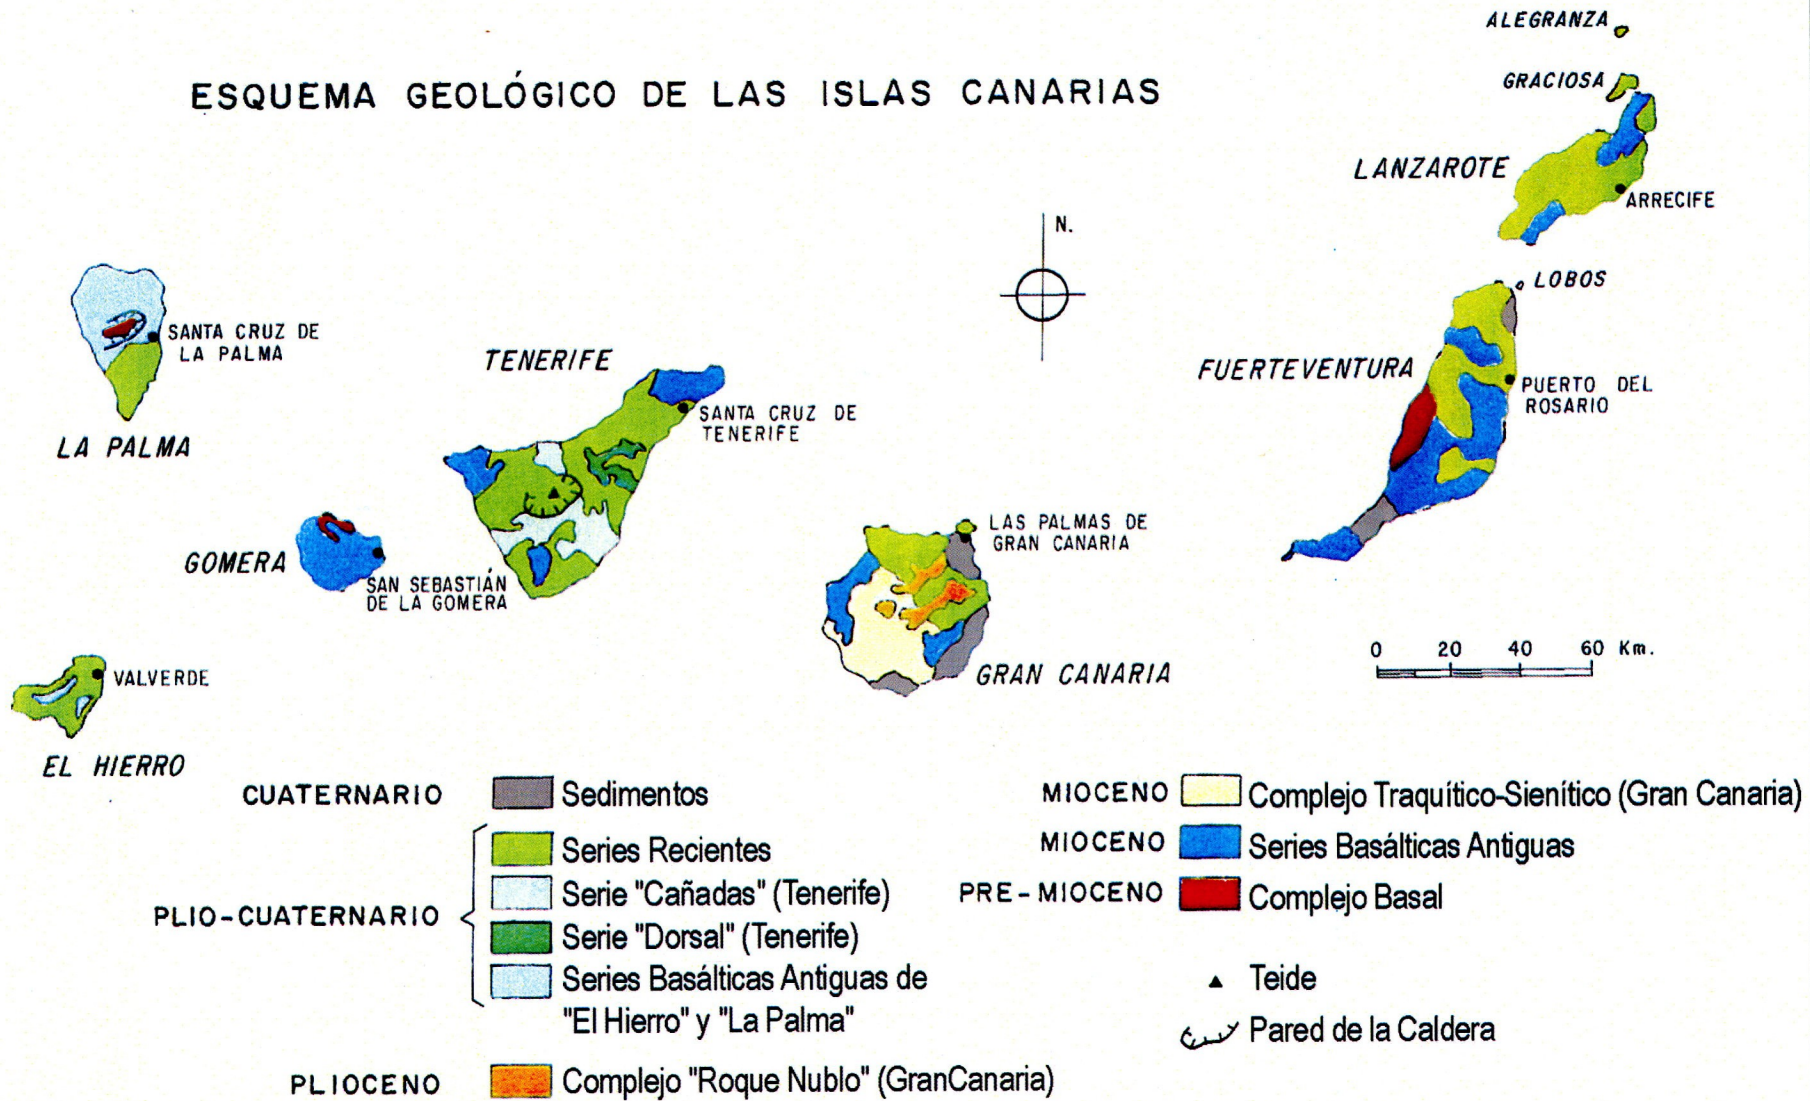 ESQUEMA GEOLÓGICO DE LAS ISLAS CANARIAS
ALEGRANZA
GRACIOSA
LANZAROTE
ARRECIFE
N.
LOBOS
SANTA CRUZ DE
LA PALMA
LA PALMA
TENERIFE
SANTA CRUZ DE
TENERIFE
FUERTEVENTURA
PUERTO DEL
ROSARIO
GOMERA
SAN SEBASTIÁN
DE LA GOMERA
LAS PALMAS DE
GRAN CANARIA
GRAN CANARIA
0 20 40 60 Km.
VALVERDE
EL HIERRO
CUATERNARIO
Sedimentos
PLIO-CUATERNARIO
Series Recientes
Serie "Cañadas" (Tenerife)
Serie "Dorsal" (Tenerife)
Series Basálticas Antiguas de
"El Hierro" y "La Palma"
PLIOCENO
Complejo "Roque Nublo" (GranCanaria)
MIOCENO
Complejo Traquítico-Sienítico (Gran Canaria)
MIOCENO
Series Basálticas Antiguas
PRE-MIOCENO
Complejo Basal
Teide
Pared de la Caldera